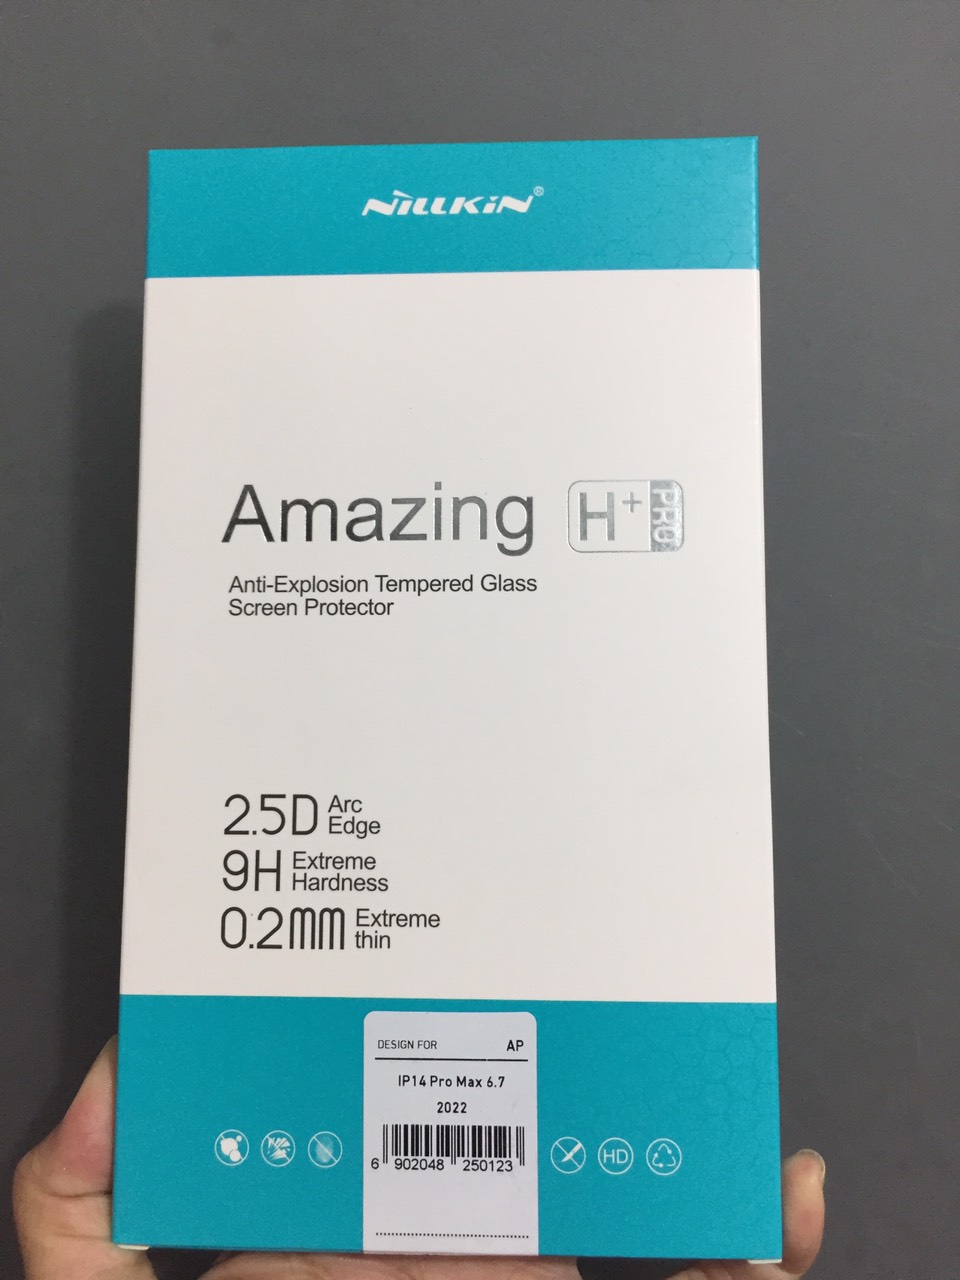 NiLLKiN®
Amazing H+ PRO
Anti-Explosion Tempered Glass
Screen Protector
2.5D Arc
Edge
9H Extreme
Hardness
0.2mm Extreme
thin
DESIGN FOR AP
IP14 Pro Max 6.7
2022
6 902048 250123
HD